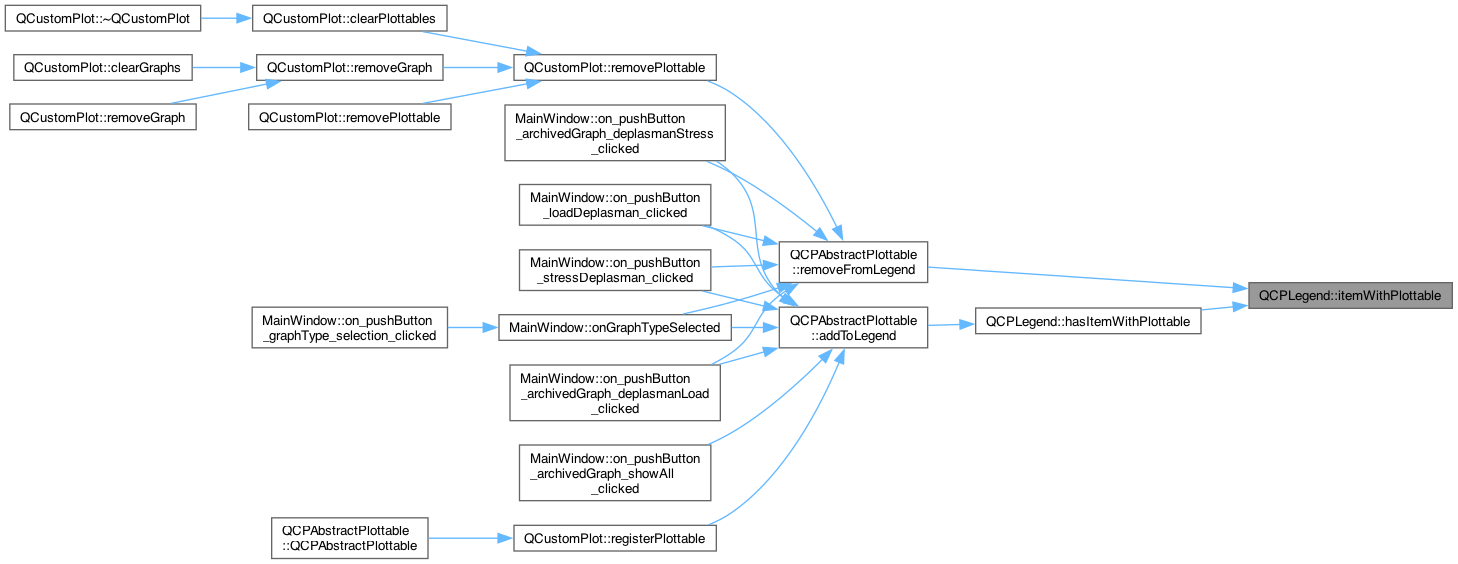 QCustomPlot::~QCustomPlot
QCustomPlot::clearPlottables
QCustomPlot::clearGraphs
QCustomPlot::removeGraph
QCustomPlot::removePlottable
QCustomPlot::removeGraph
QCustomPlot::removePlottable
MainWindow::on_pushButton
_archivedGraph_deplasmanStress
_clicked
MainWindow::on_pushButton
_loadDeplasman_clicked
QCPAbstractPlottable
::removeFromLegend
MainWindow::on_pushButton
_stressDeplasman_clicked
QCPLegend::itemWithPlottable
MainWindow::on_pushButton
_graphType_selection_clicked
MainWindow::onGraphTypeSelected
QCPAbstractPlottable
::addToLegend
QCPLegend::hasItemWithPlottable
MainWindow::on_pushButton
_archivedGraph_deplasmanLoad
_clicked
MainWindow::on_pushButton
_archivedGraph_showAll
_clicked
QCPAbstractPlottable
::QCPAbstractPlottable
QCustomPlot::registerPlottable